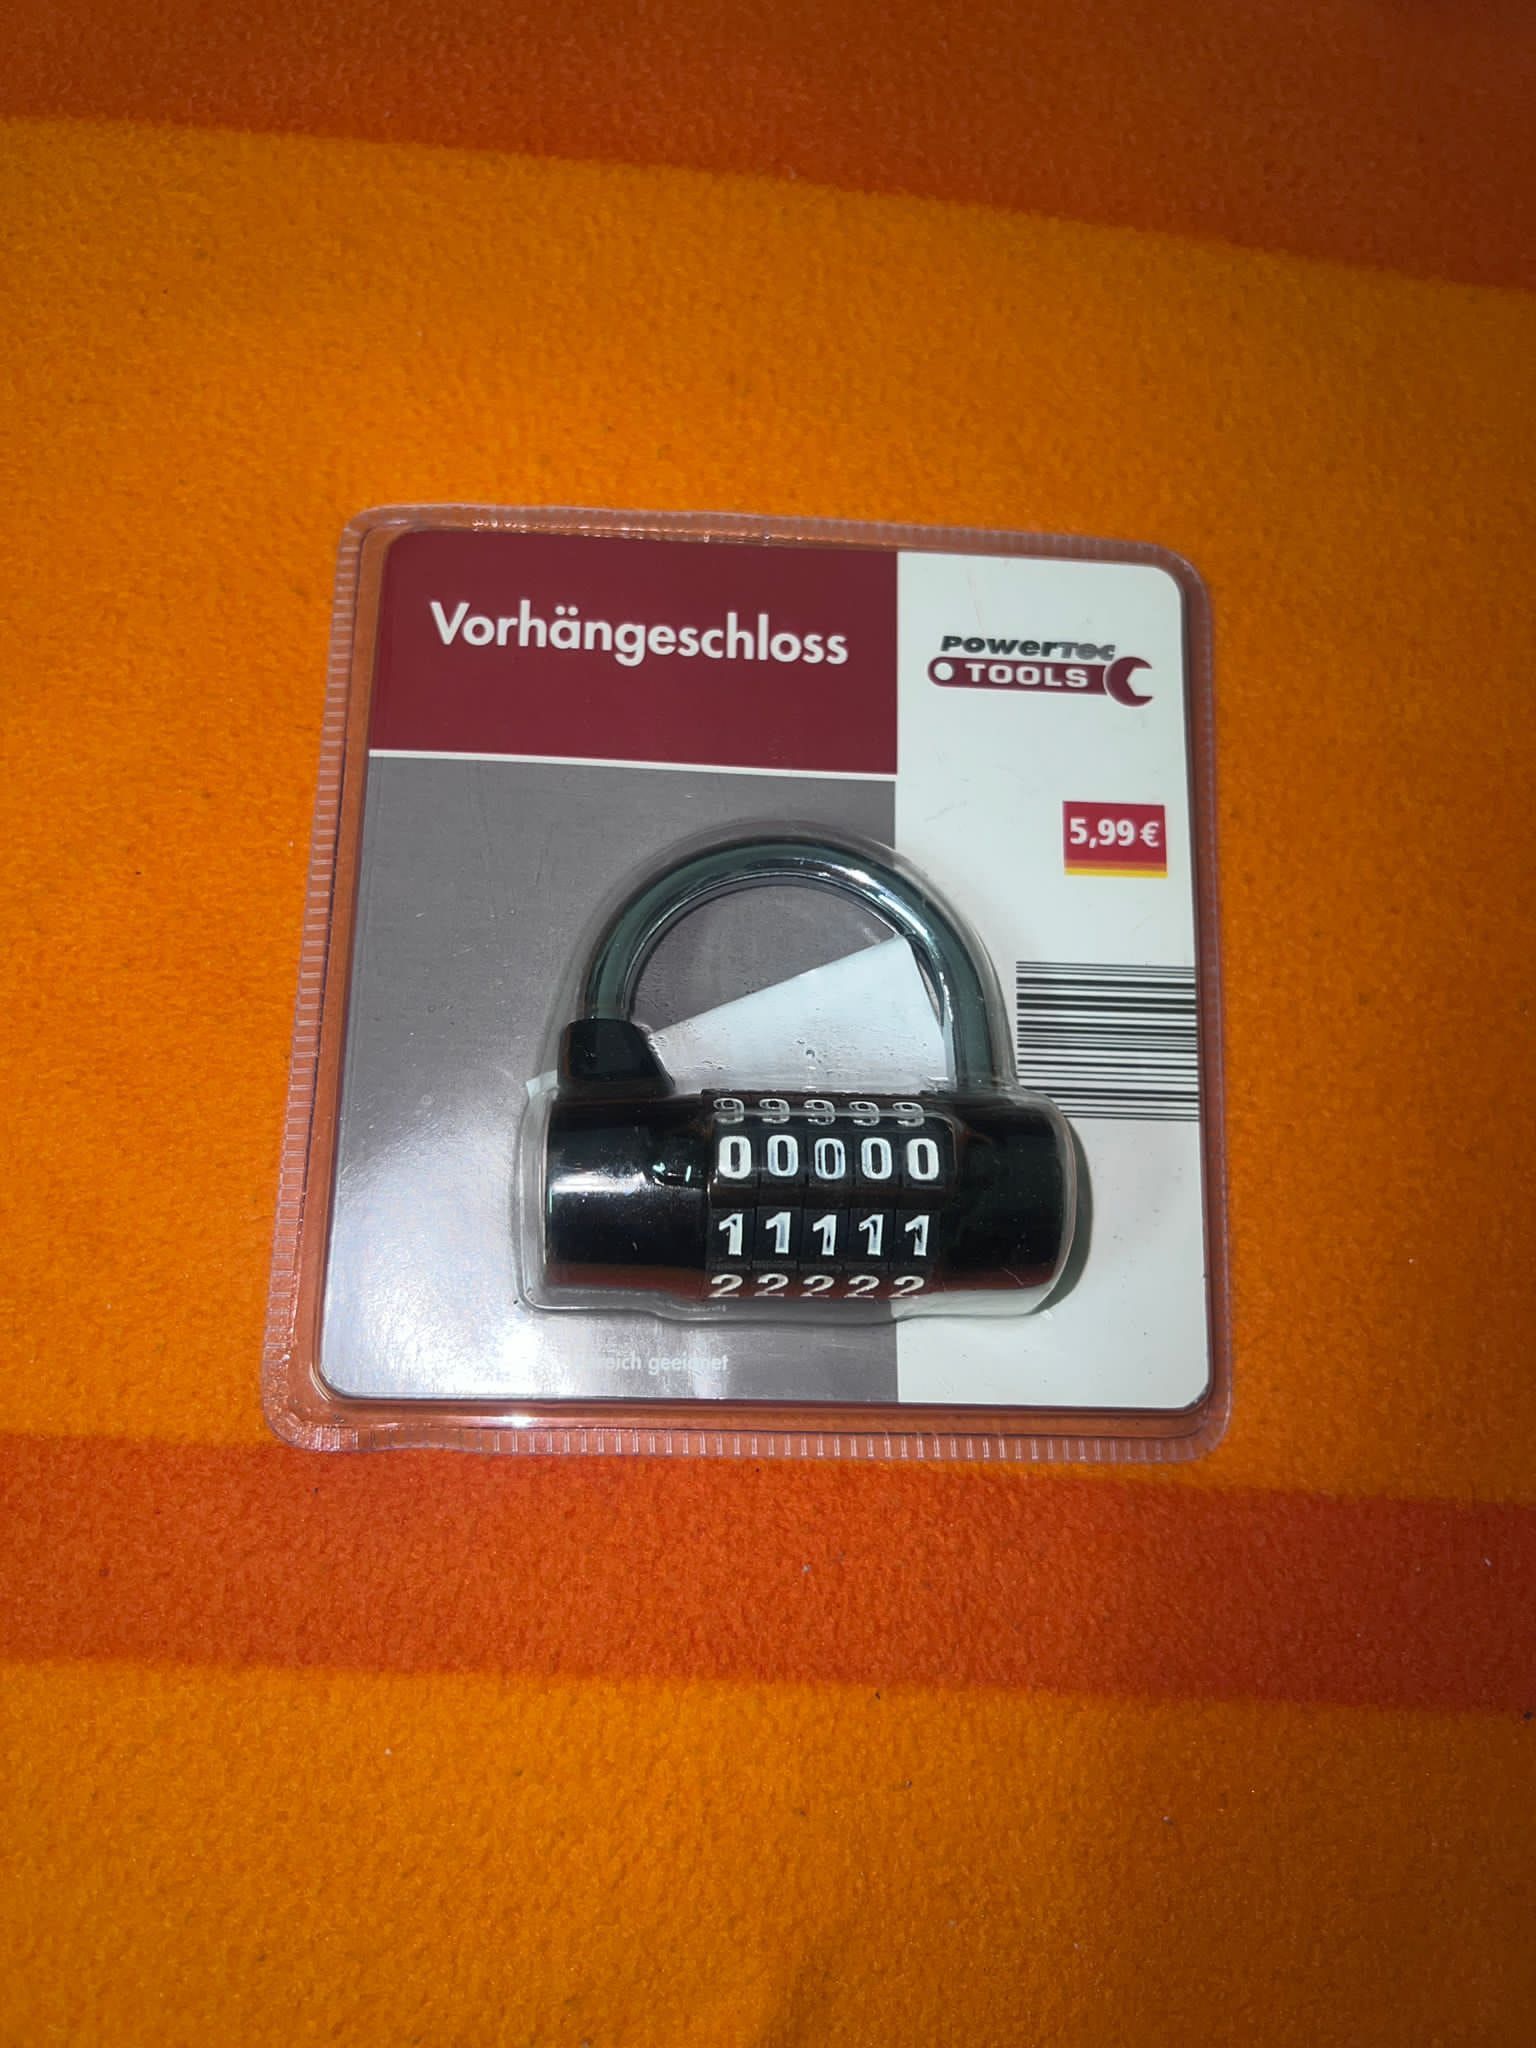 Vorhängeschloss
POWERTEC
TOOLS
5,99 €
99999
00000
11111
22222
geeignet